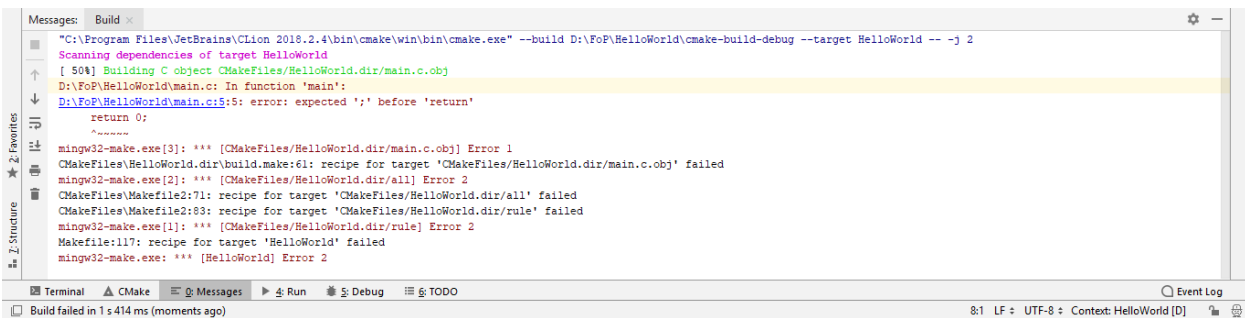 Messages: Build ×
"C:\Program Files\JetBrains\CLion 2018.2.4\bin\cmake\win\bin\cmake.exe" --build D:\FoP\HelloWorld\cmake-build-debug --target HelloWorld -- -j 2
Scanning dependencies of target HelloWorld
[ 50%] Building C object CMakeFiles/HelloWorld.dir/main.c.obj
D:\FoP\HelloWorld\main.c: In function 'main':
D:\FoP\HelloWorld\main.c:5:5: error: expected ';' before 'return'
return 0;
^~~~~~
mingw32-make.exe[3]: *** [CMakeFiles/HelloWorld.dir/main.c.obj] Error 1
CMakeFiles\HelloWorld.dir\build.make:61: recipe for target 'CMakeFiles/HelloWorld.dir/main.c.obj' failed
mingw32-make.exe[2]: *** [CMakeFiles/HelloWorld.dir/all] Error 2
CMakeFiles\Makefile2:71: recipe for target 'CMakeFiles/HelloWorld.dir/all' failed
CMakeFiles\Makefile2:83: recipe for target 'CMakeFiles/HelloWorld.dir/rule' failed
mingw32-make.exe[1]: *** [CMakeFiles/HelloWorld.dir/rule] Error 2
Makefile:117: recipe for target 'HelloWorld' failed
mingw32-make.exe: *** [HelloWorld] Error 2
2: Favorites
7: Structure
Terminal CMake 0: Messages 4: Run 5: Debug 6: TODO Event Log
Build failed in 1 s 414 ms (moments ago) 8:1 LF UTF-8 Context: HelloWorld [D]